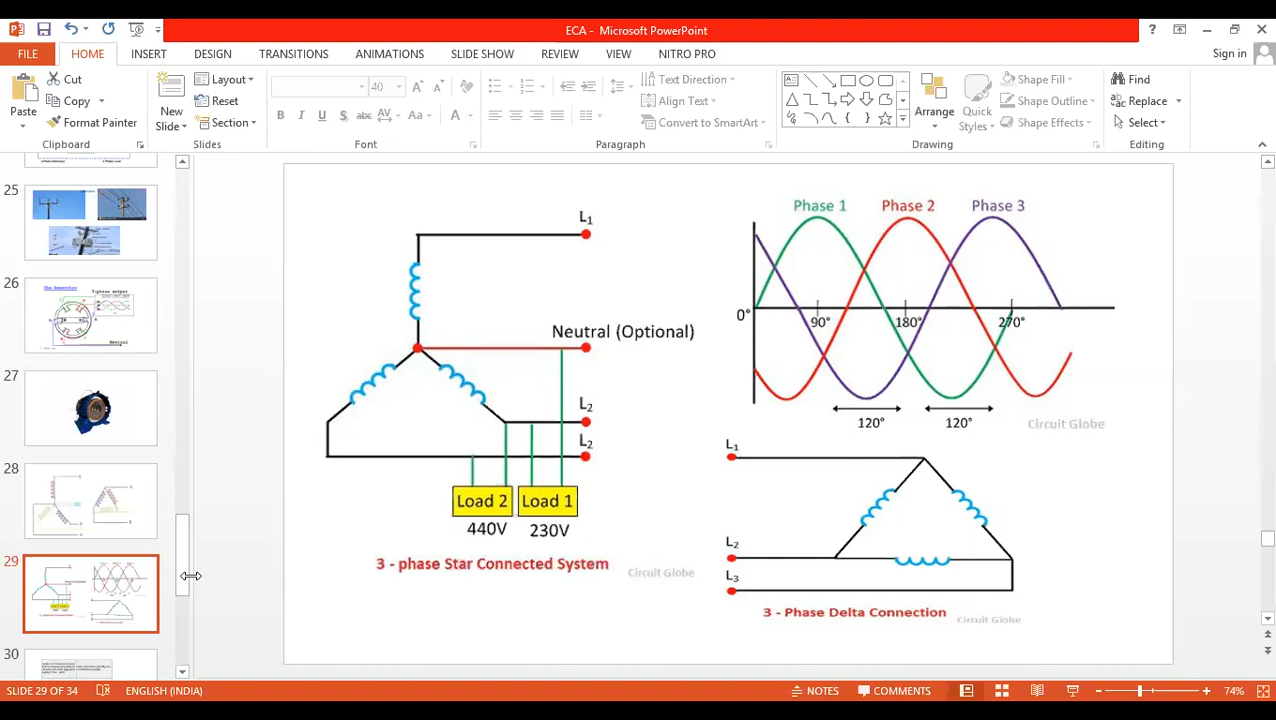 ECA - Microsoft PowerPoint
Sign in
FILE HOME INSERT DESIGN TRANSITIONS ANIMATIONS SLIDE SHOW REVIEW VIEW NITRO PRO
Paste
Cut
Copy
Format Painter
Clipboard
New
Slide
Layout
Reset
Section
Slides
40
B I U S abc AV Aa A
Font
Text Direction
Align Text
Convert to SmartArt
Paragraph
Arrange
Quick
Styles
Shape Fill
Shape Outline
Shape Effects
Drawing
Find
Replace
Select
Editing
25
26
27
28
29
30
L1
Neutral (Optional)
L2
L2
Load 2 Load 1
440V 230V
3 - phase Star Connected System
Circuit Globe
Phase 1 Phase 2 Phase 3
0°
90° 180° 270°
120° 120°
Circuit Globe
L1
L2
L3
3 - Phase Delta Connection
Circuit Globe
SLIDE 29 OF 34 ENGLISH (INDIA) NOTES COMMENTS 74%